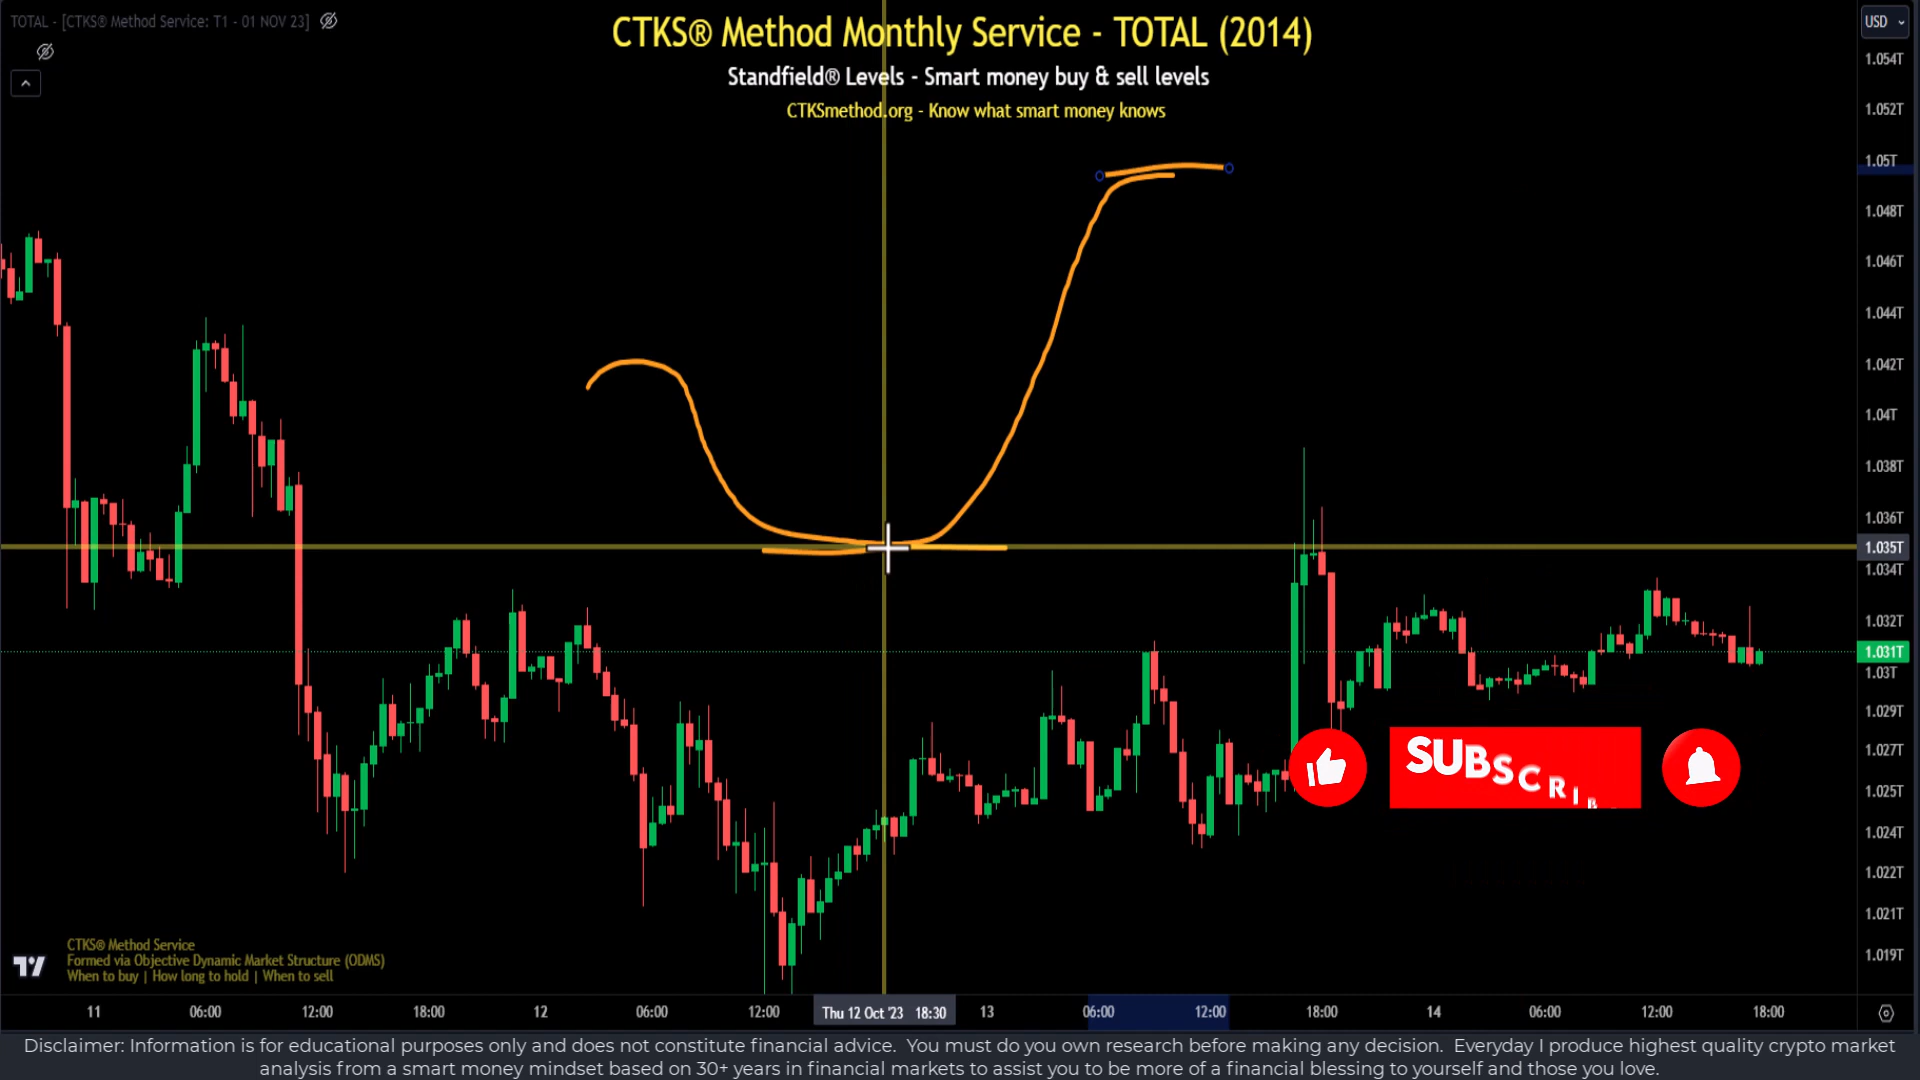 TOTAL - [CTKS® Method Service: T1 - 01 NOV 23]
CTKS® Method Monthly Service - TOTAL (2014)
Standfield® Levels - Smart money buy & sell levels
CTKSmethod.org - Know what smart money knows
USD
1.054T
1.052T
1.05T
1.048T
1.046T
1.044T
1.042T
1.04T
1.038T
1.036T
1.035T
1.034T
1.032T
1.031T
1.03T
1.029T
1.027T
1.025T
1.024T
1.022T
1.021T
1.019T
SUBSCRIB
CTKS® Method Service
Formed via Objective Dynamic Market Structure (ODMS)
When to buy | How long to hold | When to sell
11 06:00 12:00 18:00 12 06:00 12:00 Thu 12 Oct '23 18:30 13 06:00 12:00 18:00 14 06:00 12:00 18:00
Disclaimer: Information is for educational purposes only and does not constitute financial advice. You must do you own research before making any decision. Everyday I produce highest quality crypto market
analysis from a smart money mindset based on 30+ years in financial markets to assist you to be more of a financial blessing to yourself and those you love.